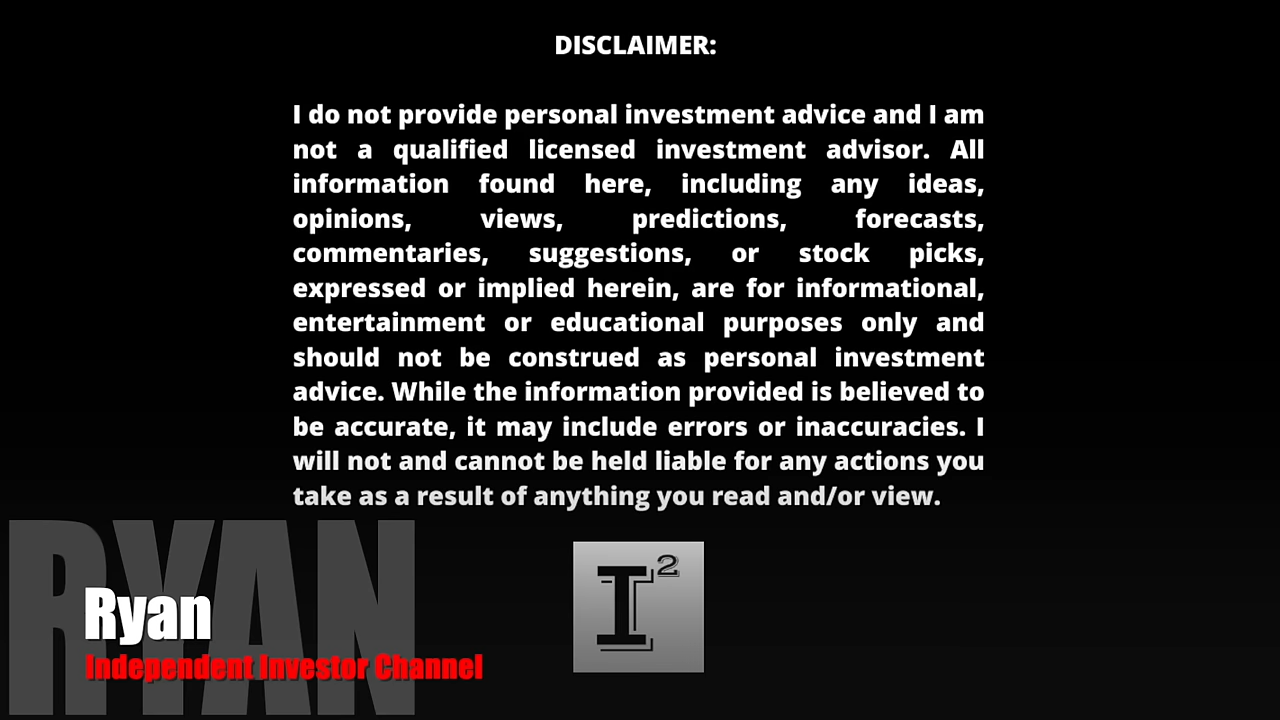 DISCLAIMER:
I do not provide personal investment advice and I am
not a qualified licensed investment advisor. All
information found here, including any ideas,
opinions, views, predictions, forecasts,
commentaries, suggestions, or stock picks,
expressed or implied herein, are for informational,
entertainment or educational purposes only and
should not be construed as personal investment
advice. While the information provided is believed to
be accurate, it may include errors or inaccuracies. I
will not and cannot be held liable for any actions you
take as a result of anything you read and/or view.
RYAN
Ryan
Independent Investor Channel
I²